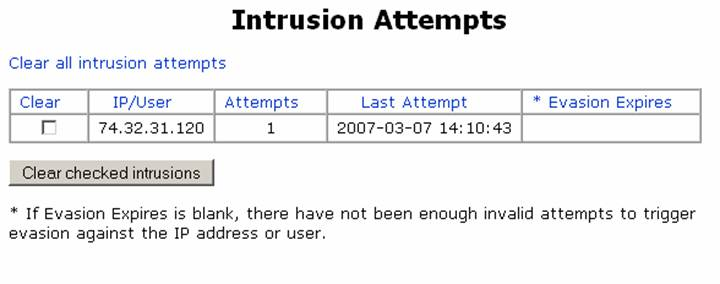 Intrusion Attempts
Clear all intrusion attempts
Clear IP/User Attempts Last Attempt * Evasion Expires
74.32.31.120 1 2007-03-07 14:10:43
Clear checked intrusions
* If Evasion Expires is blank, there have not been enough invalid attempts to trigger
evasion against the IP address or user.